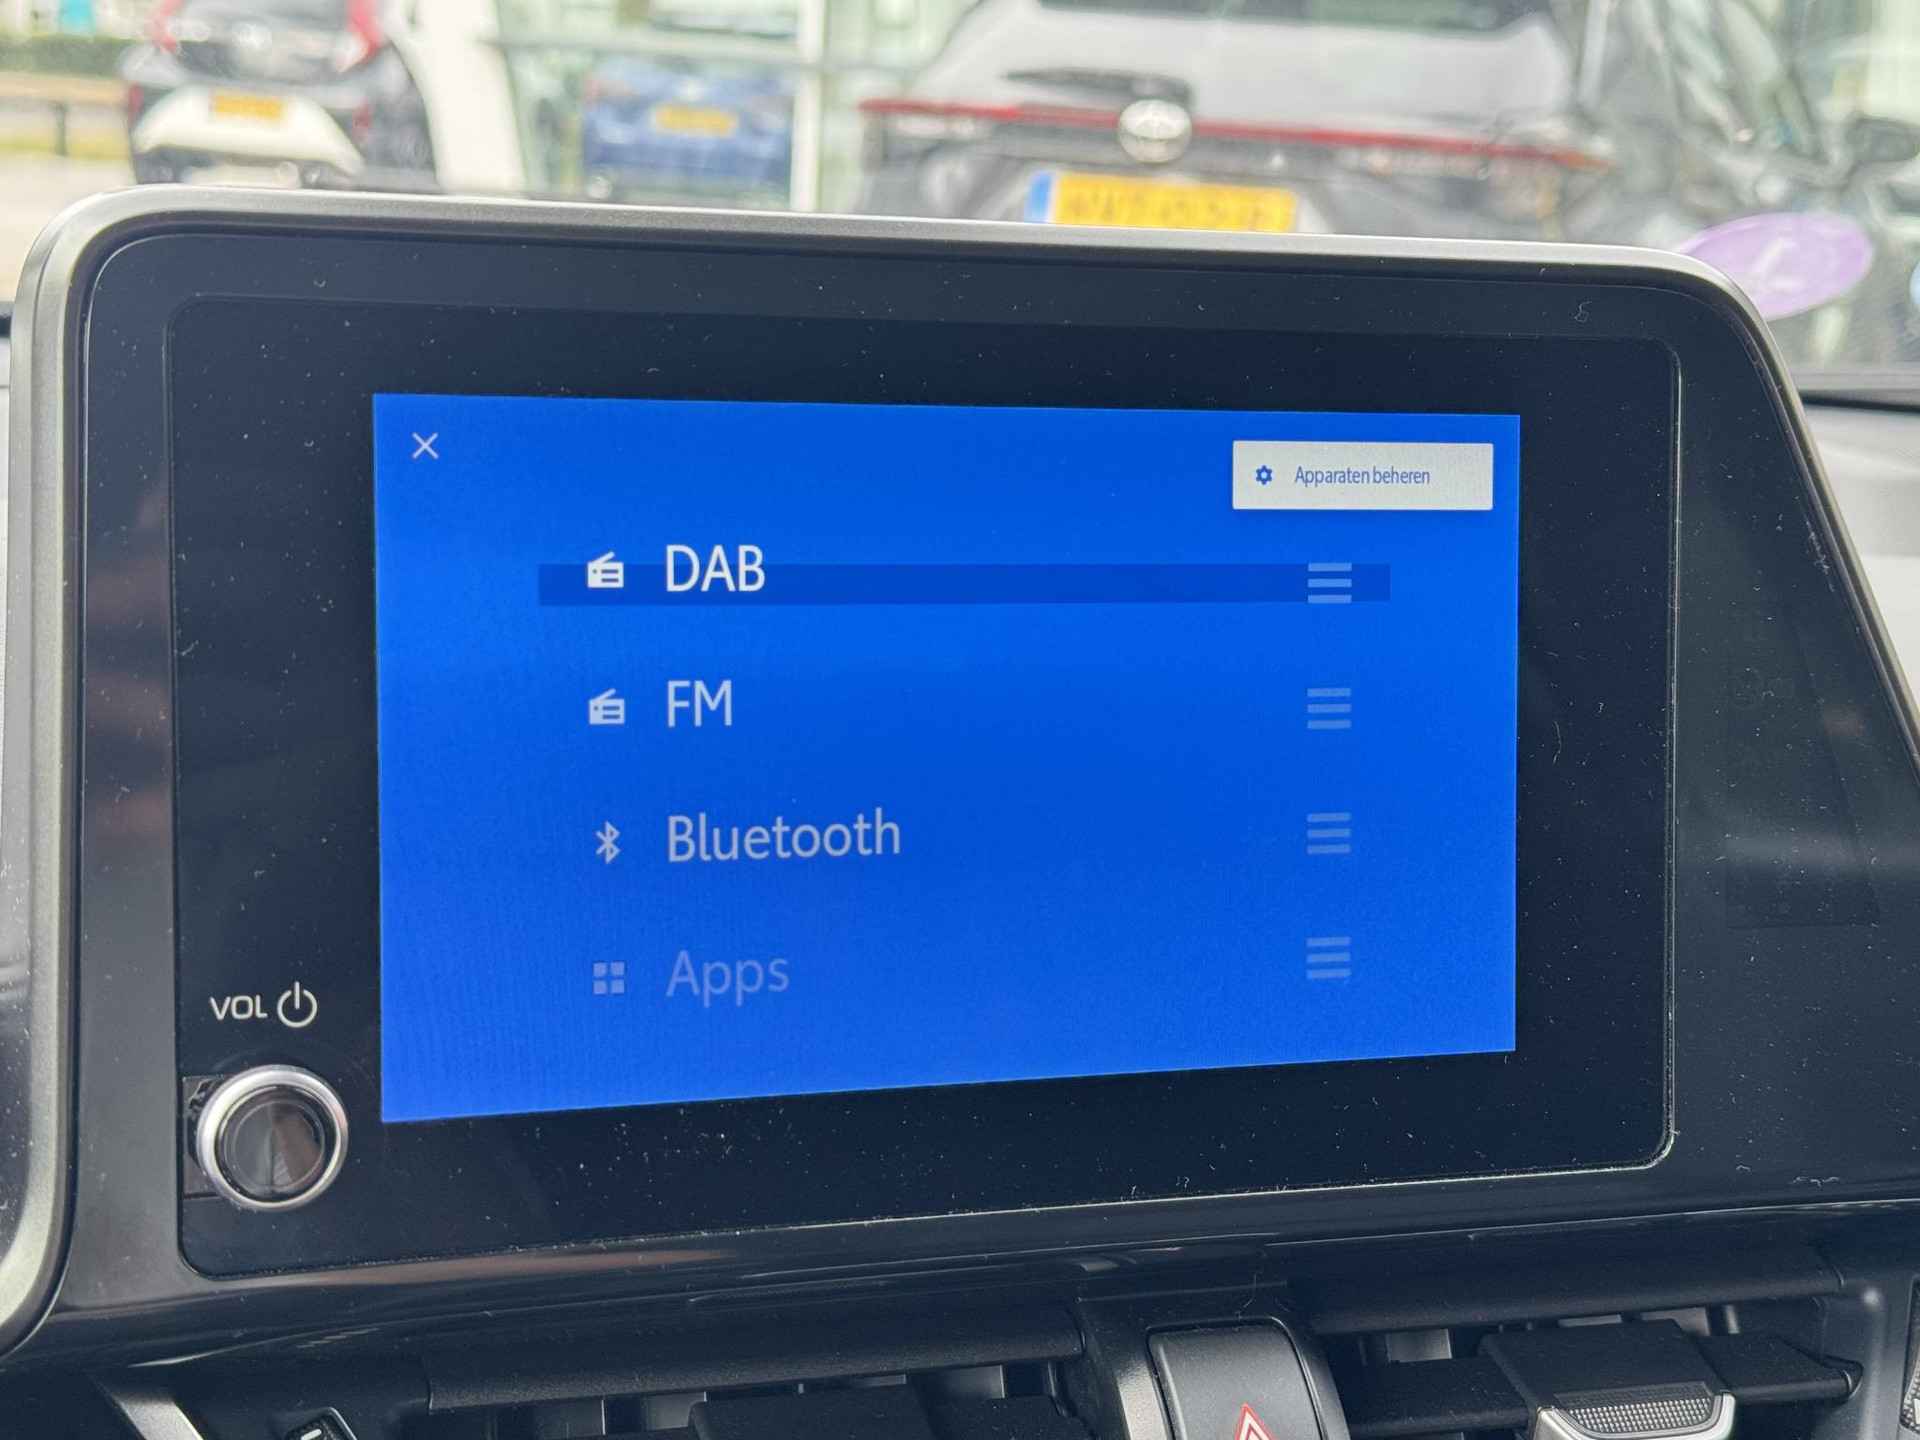 Apparaten beheren
DAB
FM
Bluetooth
Apps
VOL